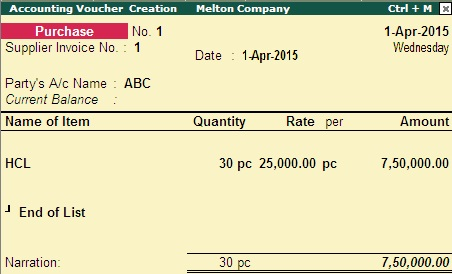 Accounting Voucher Creation Melton Company Ctrl + M
Purchase No. 1 1-Apr-2015
Supplier Invoice No. : 1 Date : 1-Apr-2015 Wednesday
Party's A/c Name : ABC
Current Balance :
Name of Item Quantity Rate per Amount
HCL 30 pc 25,000.00 pc 7,50,000.00
End of List
Narration: 30 pc 7,50,000.00